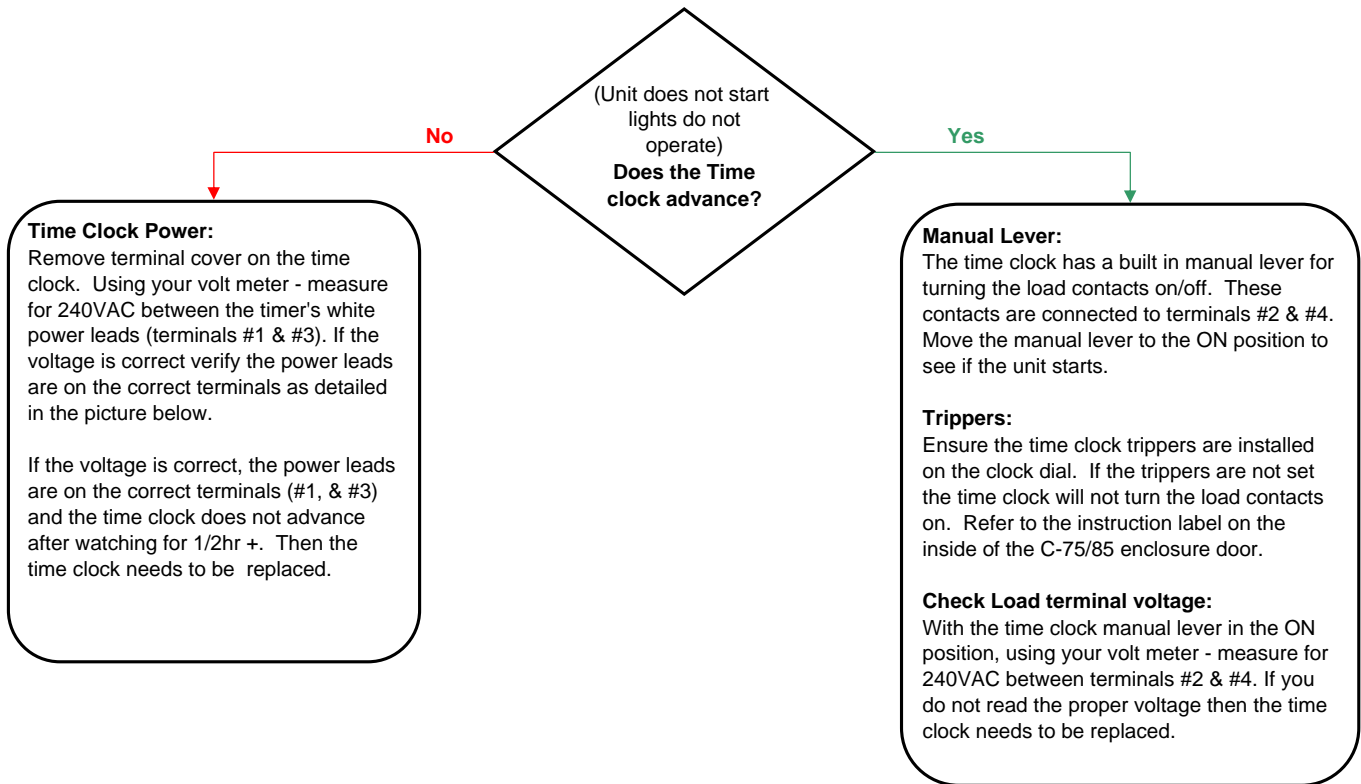 (Unit does not start
lights do not
operate)
Does the Time
clock advance?
No
Yes
Time Clock Power:
Remove terminal cover on the time
clock. Using your volt meter - measure
for 240VAC between the timer's white
power leads (terminals #1 & #3). If the
voltage is correct verify the power leads
are on the correct terminals as detailed
in the picture below.
If the voltage is correct, the power leads
are on the correct terminals (#1, & #3)
and the time clock does not advance
after watching for 1/2hr +. Then the
time clock needs to be replaced.
Manual Lever:
The time clock has a built in manual lever for
turning the load contacts on/off. These
contacts are connected to terminals #2 & #4.
Move the manual lever to the ON position to
see if the unit starts.
Trippers:
Ensure the time clock trippers are installed
on the clock dial. If the trippers are not set
the time clock will not turn the load contacts
on. Refer to the instruction label on the
inside of the C-75/85 enclosure door.
Check Load terminal voltage:
With the time clock manual lever in the ON
position, using your volt meter - measure for
240VAC between terminals #2 & #4. If you
do not read the proper voltage then the time
clock needs to be replaced.